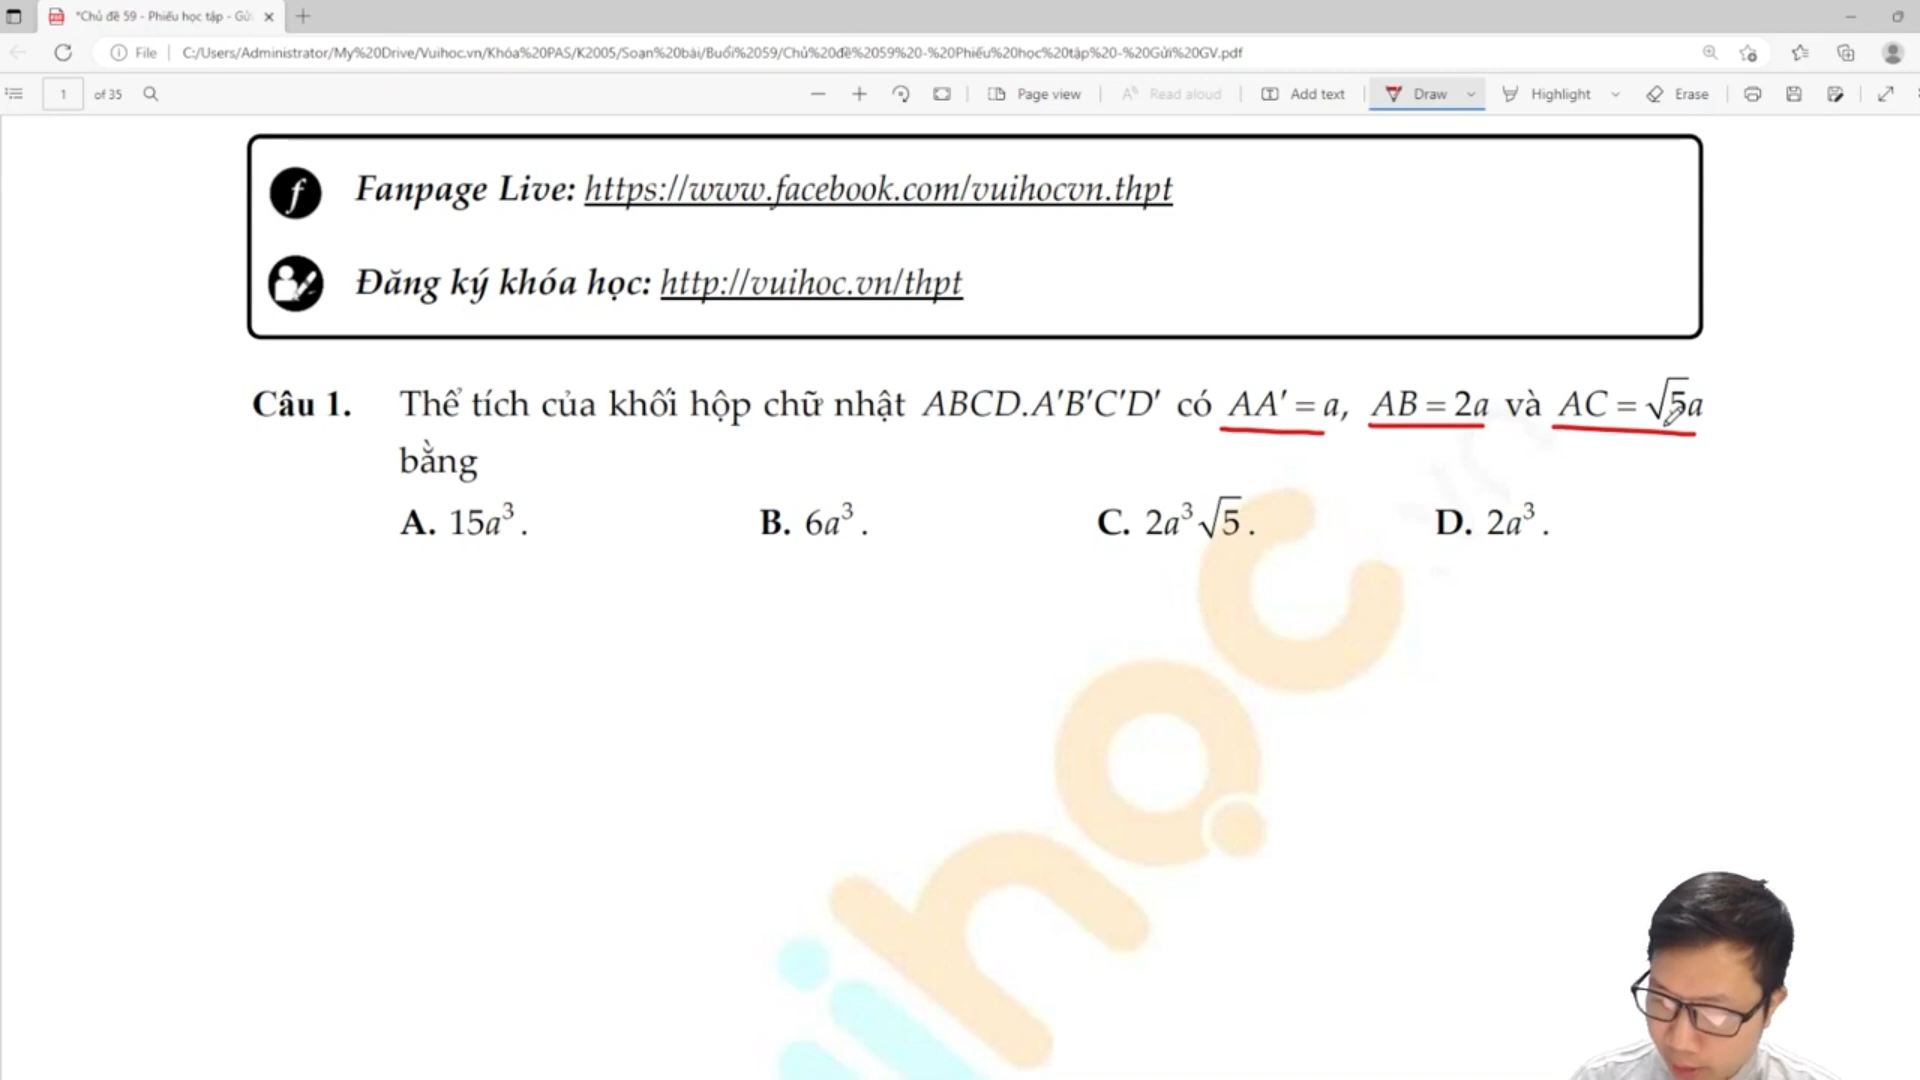 *Chủ đề 59 - Phiếu học tập - Gửi
File
C:/Users/Administrator/My%20Drive/Vuihoc.vn/Khóa%20PAS/K2005/Soạn%20bài/Buổi%2059/Chủ%20đề%2059%20-%20Phiếu%20học%20tập%20-%20Gửi%20GV.pdf
1 of 35 Page view Read aloud Add text Draw Highlight Erase
Fanpage Live: https://www.facebook.com/vuihocvn.thpt
Đăng ký khóa học: http://vuihoc.vn/thpt
Câu 1. Thể tích của khối hộp chữ nhật ABCD.A'B'C'D' có AA' = a, AB = 2a và AC = √5a
bằng
A. 15a³. B. 6a³. C. 2a³√5. D. 2a³.